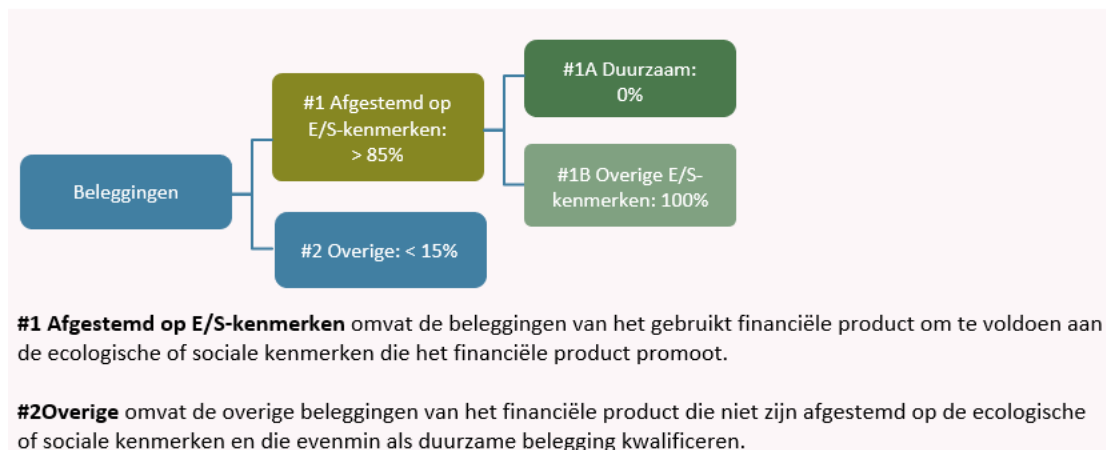 #1A Duurzaam:
0%
#1 Afgestemd op
E/S-kenmerken:
> 85%
Beleggingen
#1B Overige E/S-
kenmerken: 100%
#2 Overige: < 15%
#1 Afgestemd op E/S-kenmerken omvat de beleggingen van het gebruikt financiële product om te voldoen aan
de ecologische of sociale kenmerken die het financiële product promoot.
#2Overige omvat de overige beleggingen van het financiële product die niet zijn afgestemd op de ecologische
of sociale kenmerken en die evenmin als duurzame belegging kwalificeren.